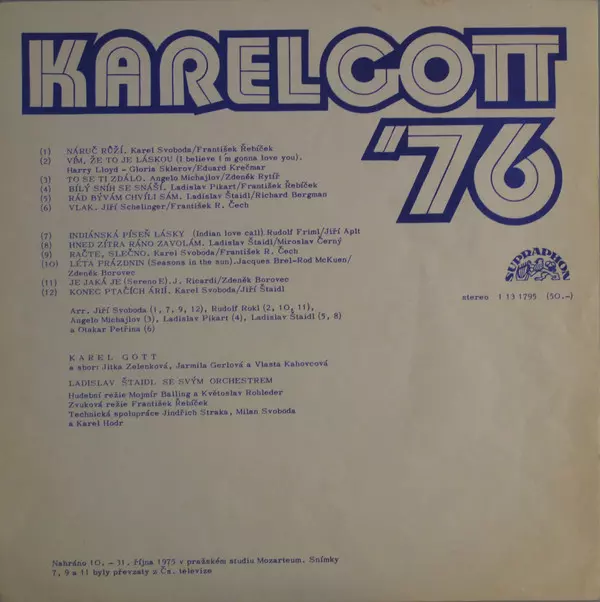 KAREL GOTT
'76
(1) NÁRUČ RŮŽÍ. Karel Svoboda/František Řebíček
(2) VÍM, ŽE TO JE LÁSKOU (I believe I m gonna love you).
Harry Lloyd - Gloria Sklerov/Eduard Krečmar
(3) TO SE TI ZDÁLO. Angelo Michajlov/Zdeněk Rytíř
(4) BÍLÝ SNÍH SE SNÁŠÍ. Ladislav Pikart/František Řebíček
(5) RÁD BÝVÁM CHVÍLI SÁM. Ladislav Štaidl/Richard Bergman
(6) VLAK. Jiří Schelinger/František R. Čech
(7) INDIÁNSKÁ PÍSEŇ LÁSKY (Indian love call).Rudolf Friml/Jiří Aplt
(8) HNED ZÍTRA RÁNO ZAVOLÁM. Ladislav Štaidl/Miroslav Černý
(9) RAČTE, SLEČNO. Karel Svoboda/František R. Čech
(10) LÉTA PRÁZDNIN (Seasons in the sun).Jacques Brel-Rod McKuen/
Zdeněk Borovec
(11) JE JAKÁ JE (Sereno E). J. Ricardi/Zdeněk Borovec
(12) KONEC PTAČÍCH ÁRIÍ. Karel Svoboda/Jiří Štaidl
Arr. Jiří Svoboda (1, 7, 9, 12), Rudolf Rokl (2, 10, 11),
Angelo Michajlov (3), Ladislav Pikart (4), Ladislav Štaidl (5, 8)
a Otakar Petřina (6)
SUPRAPHON
stereo 1 13 1795 (50.-)
KAREL GOTT
a sbor: Jitka Zelenková, Jarmila Gerlová a Vlasta Kahovcová
LADISLAV ŠTAIDL SE SVÝM ORCHESTREM
Hudební režie Mojmír Balling a Květoslav Rohleder
Zvuková režie František Řebíček
Technická spolupráce Jindřich Straka, Milan Svoboda
a Karel Hodr
Nahráno 10. - 31. října 1975 v pražském studiu Mozarteum. Snímky
7, 9 a 11 byly převzaty z Čs. televize